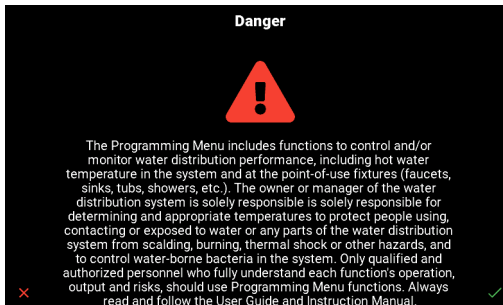 Danger
The Programming Menu includes functions to control and/or
monitor water distribution performance, including hot water
temperature in the system and at the point-of-use fixtures (faucets,
sinks, tubs, showers, etc.). The owner or manager of the water
distribution system is solely responsible is solely responsible for
determining and appropriate temperatures to protect people using,
contacting or exposed to water or any parts of the water distribution
system from scalding, burning, thermal shock or other hazards, and
to control water-borne bacteria in the system. Only qualified and
authorized personnel who fully understand each function's operation,
output and risks, should use Programming Menu functions. Always
read and follow the User Guide and Instruction Manual.